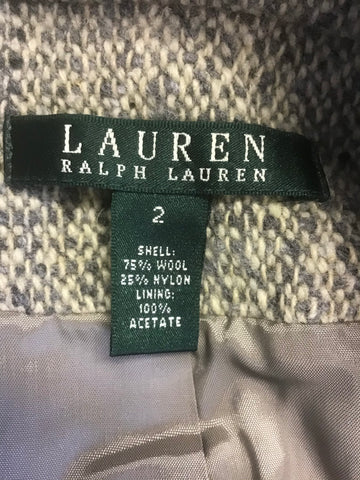 LAUREN
RALPH LAUREN
2
SHELL:
75% WOOL
25% NYLON
LINING:
100%
ACETATE